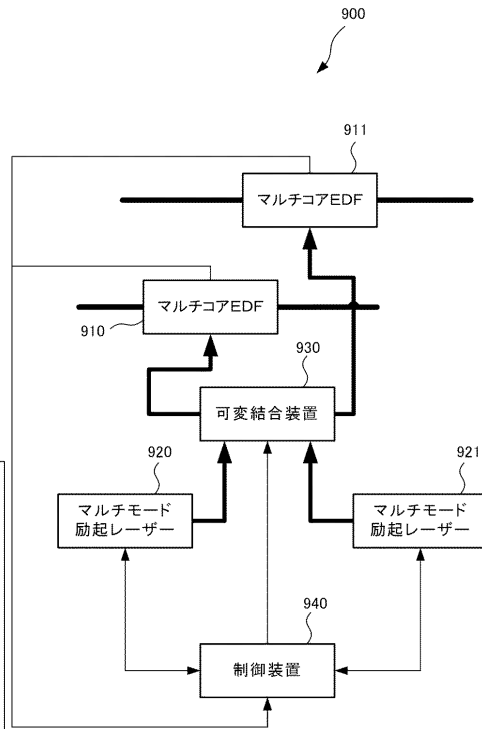 900
911
マルチコアEDF
マルチコアEDF
910
930
可変結合装置
920
マルチモード
励起レーザー
921
マルチモード
励起レーザー
940
制御装置